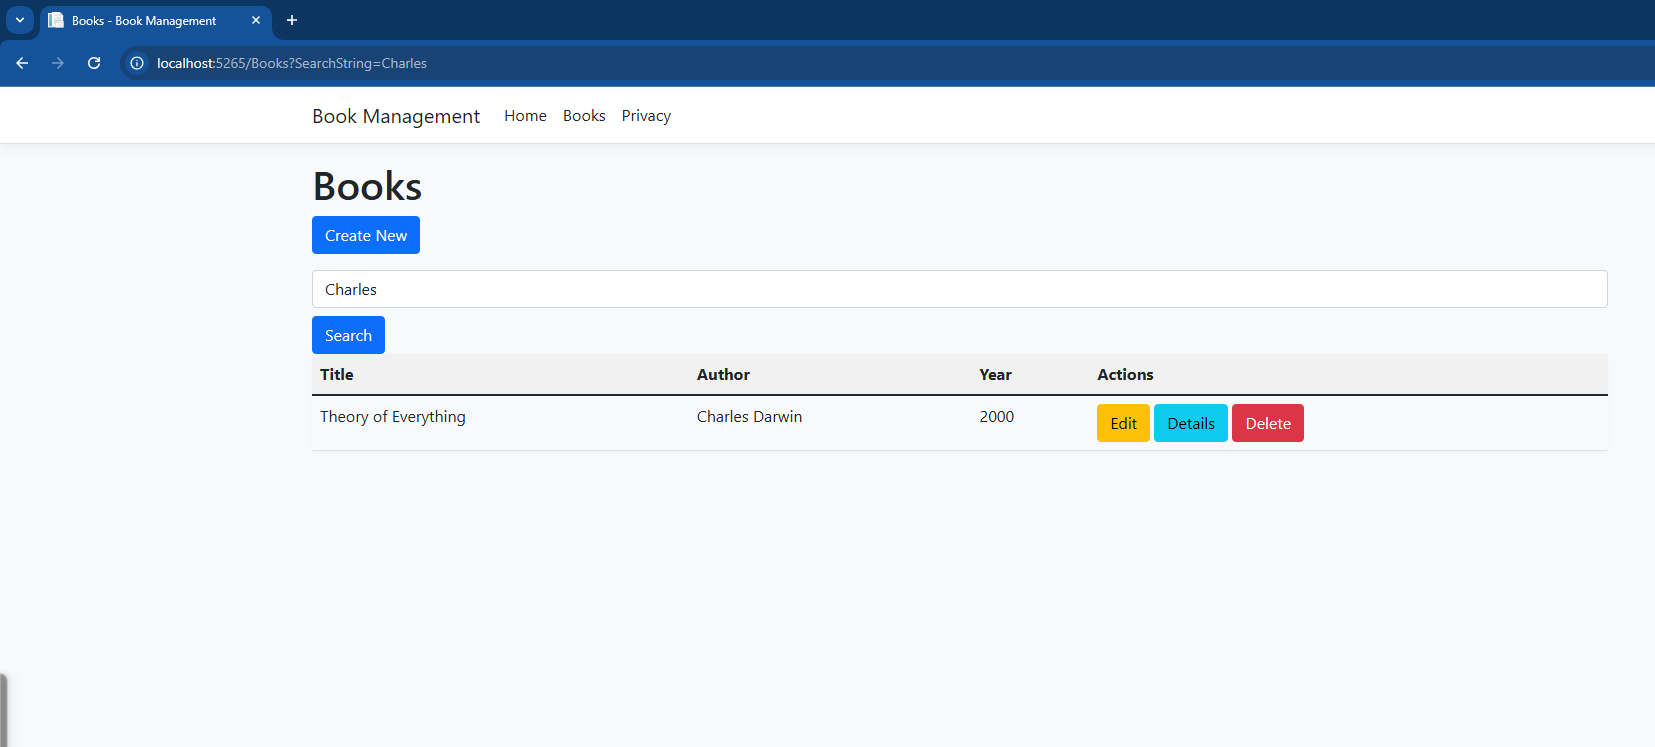 Books - Book Management
localhost:5265/Books?SearchString=Charles
Book Management Home Books Privacy
Books
Create New
Charles
Search
Title Author Year Actions
Theory of Everything Charles Darwin 2000 Edit Details Delete